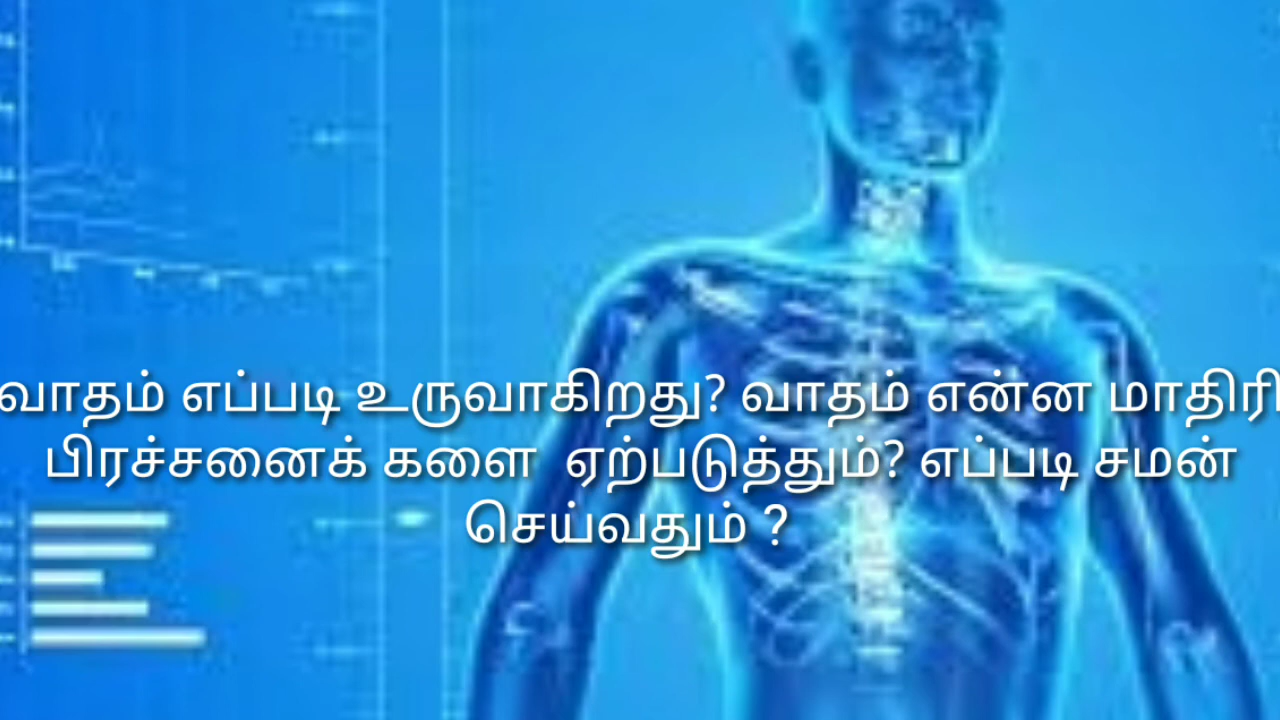 வாதம் எப்படி உருவாகிறது? வாதம் என்ன மாதிரி
பிரச்சனைக் களை ஏற்படுத்தும்? எப்படி சமன்
செய்வதும் ?